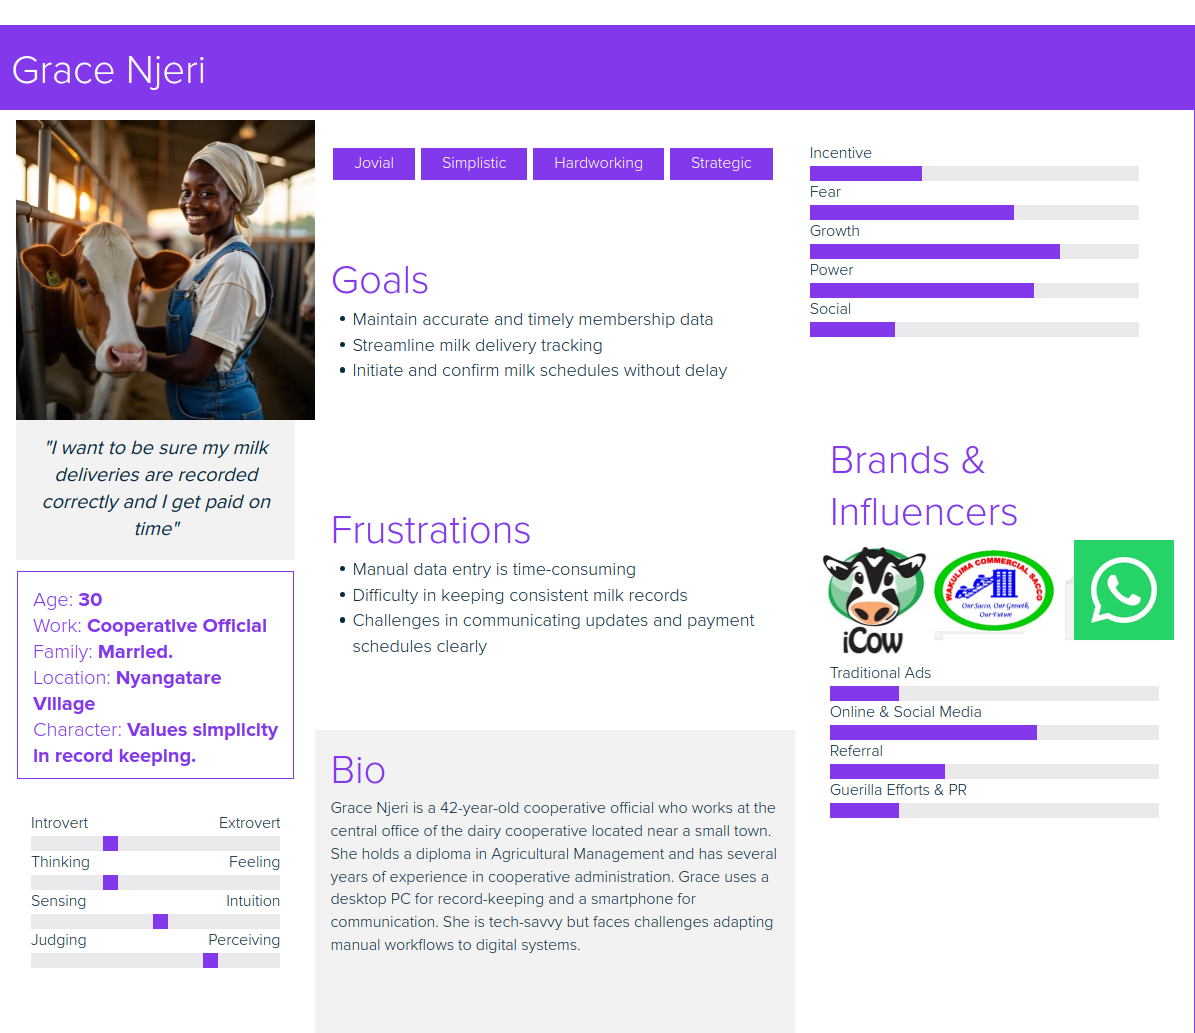 Grace Njeri
Jovial
Simplistic
Hardworking
Strategic
"I want to be sure my milk
deliveries are recorded
correctly and I get paid on
time"
Age: 30
Work: Cooperative Official
Family: Married.
Location: Nyangatare
Village
Character: Values simplicity
in record keeping.
Introvert Extrovert
Thinking Feeling
Sensing Intuition
Judging Perceiving
Goals
• Maintain accurate and timely membership data
• Streamline milk delivery tracking
• Initiate and confirm milk schedules without delay
Frustrations
• Manual data entry is time-consuming
• Difficulty in keeping consistent milk records
• Challenges in communicating updates and payment
schedules clearly
Bio
Grace Njeri is a 42-year-old cooperative official who works at the
central office of the dairy cooperative located near a small town.
She holds a diploma in Agricultural Management and has several
years of experience in cooperative administration. Grace uses a
desktop PC for record-keeping and a smartphone for
communication. She is tech-savvy but faces challenges adapting
manual workflows to digital systems.
Incentive
Fear
Growth
Power
Social
Brands &
Influencers
iCow
WAKULIMA COMMERCIAL SACCO
Our Sacco, Our Growth,
Our Future
Traditional Ads
Online & Social Media
Referral
Guerilla Efforts & PR